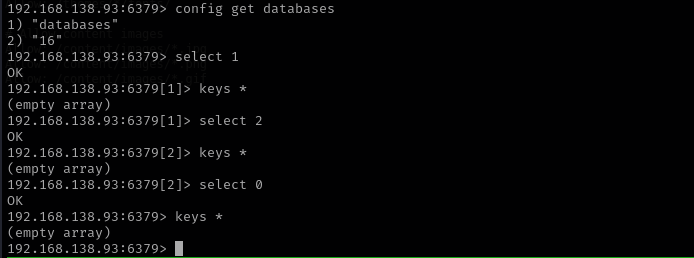 192.168.138.93:6379> config get databases
1) "databases"
2) "16"
192.168.138.93:6379> select 1
OK
192.168.138.93:6379[1]> keys *
(empty array)
192.168.138.93:6379[1]> select 2
OK
192.168.138.93:6379[2]> keys *
(empty array)
192.168.138.93:6379[2]> select 0
OK
192.168.138.93:6379> keys *
(empty array)
192.168.138.93:6379>